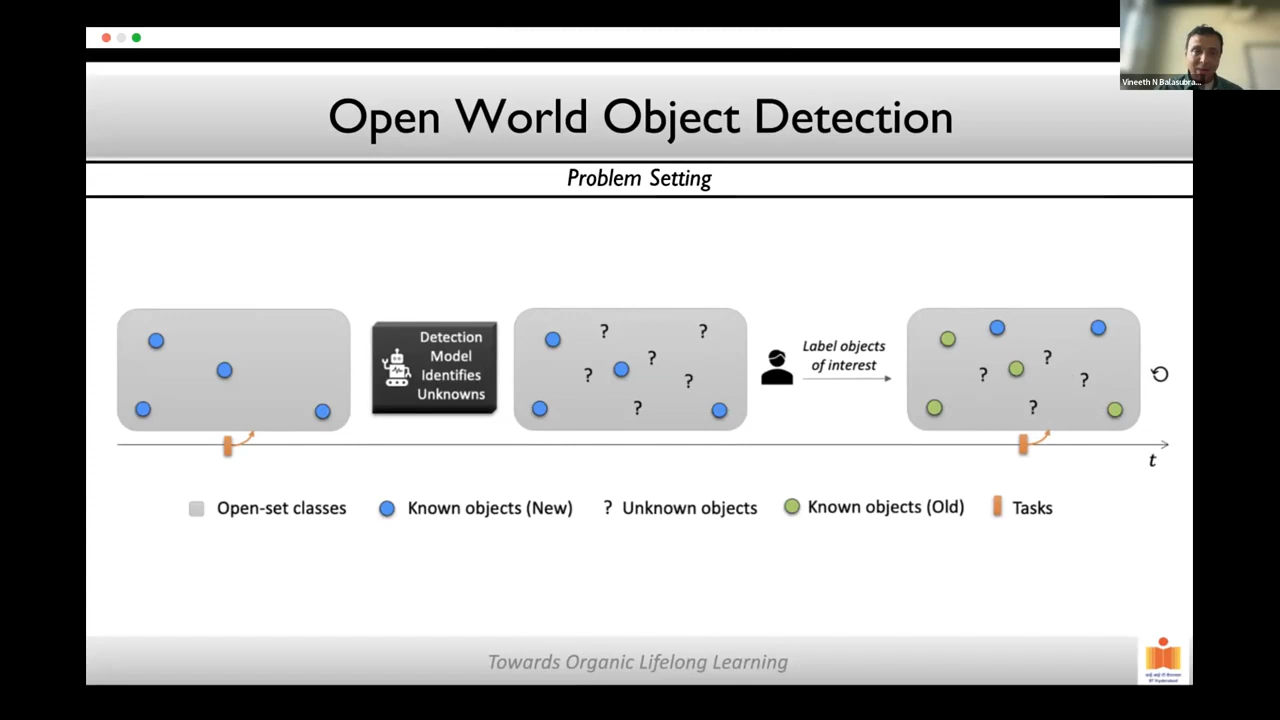 Vineeth N Balasubra...
Open World Object Detection
Problem Setting
Detection
Model
Identifies
Unknowns
? ? ? ? ? ?
Label objects
of interest
? ? ? ?
t
Open-set classes
Known objects (New)
? Unknown objects
Known objects (Old)
Tasks
Towards Organic Lifelong Learning